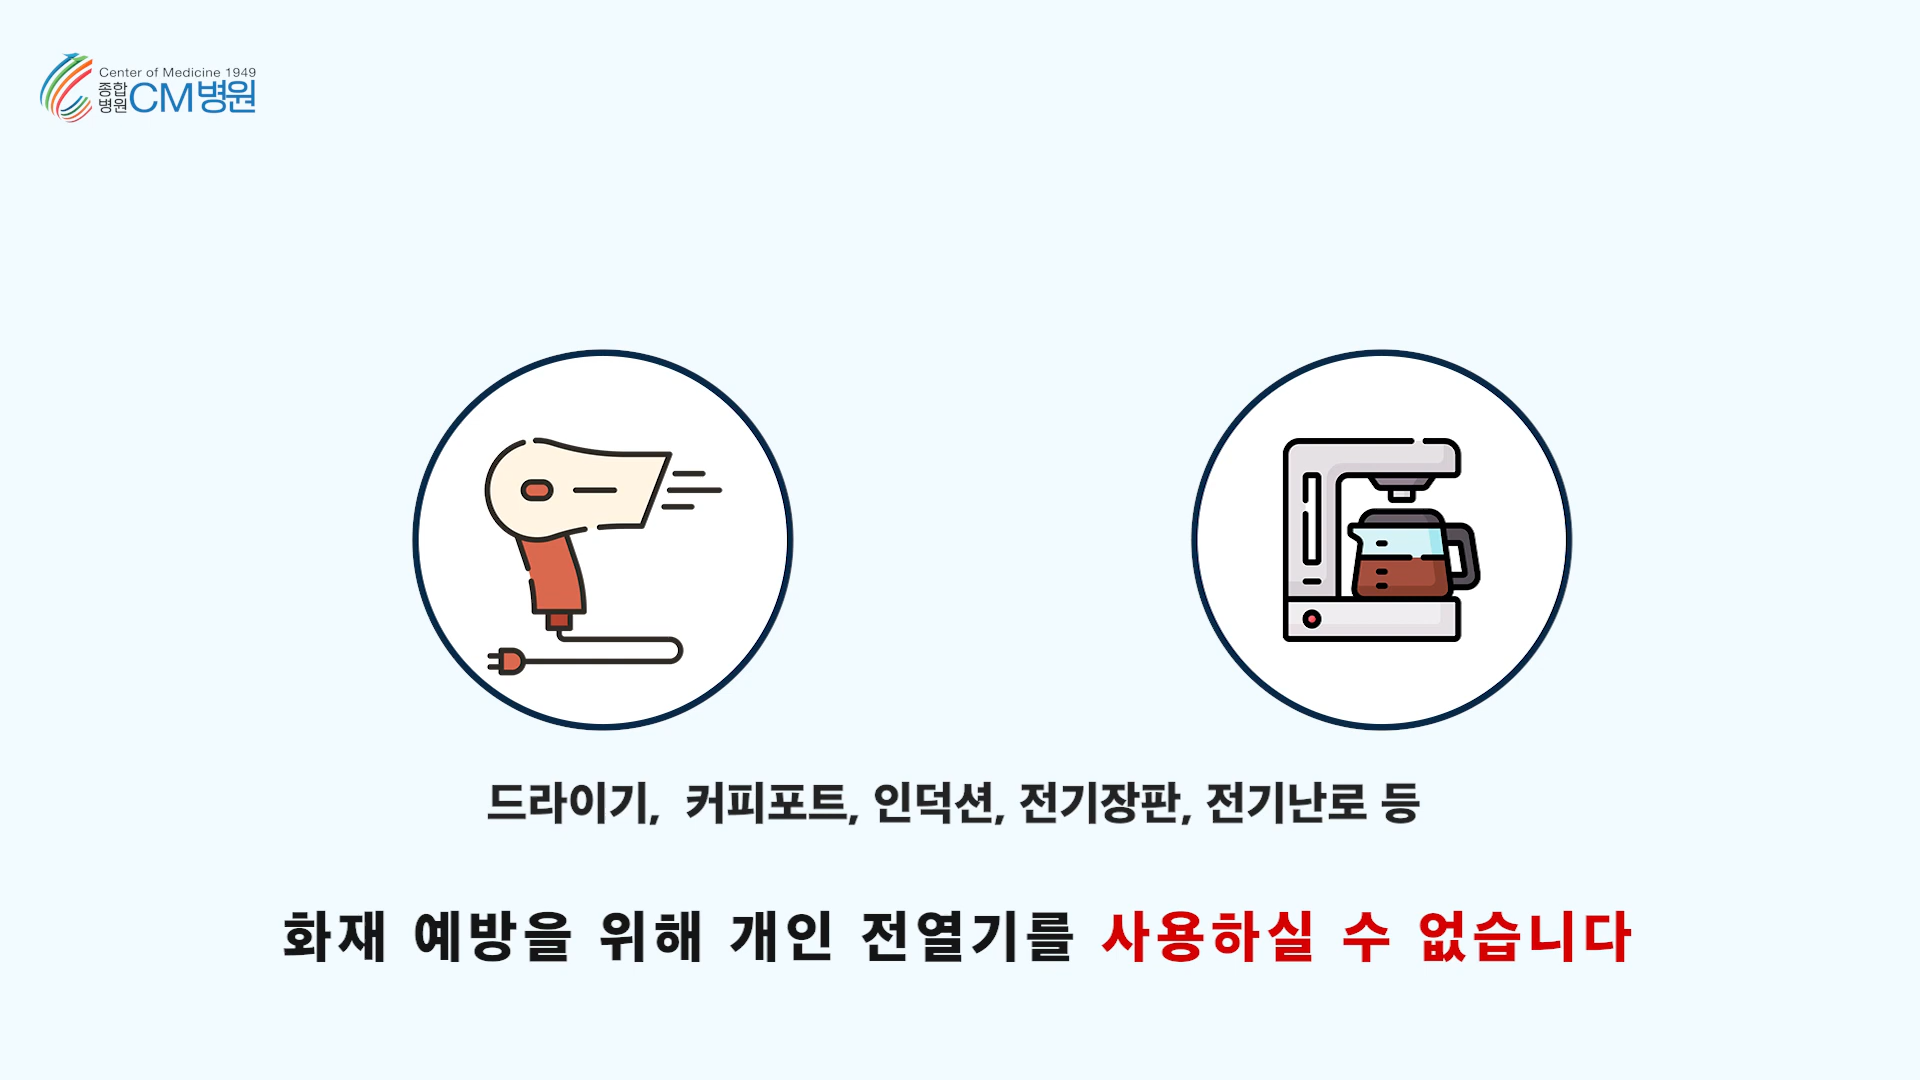 Center of Medicine 1949
종합병원 CM병원
드라이기, 커피포트, 인덕션, 전기장판, 전기난로 등
화재 예방을 위해 개인 전열기를 사용하실 수 없습니다